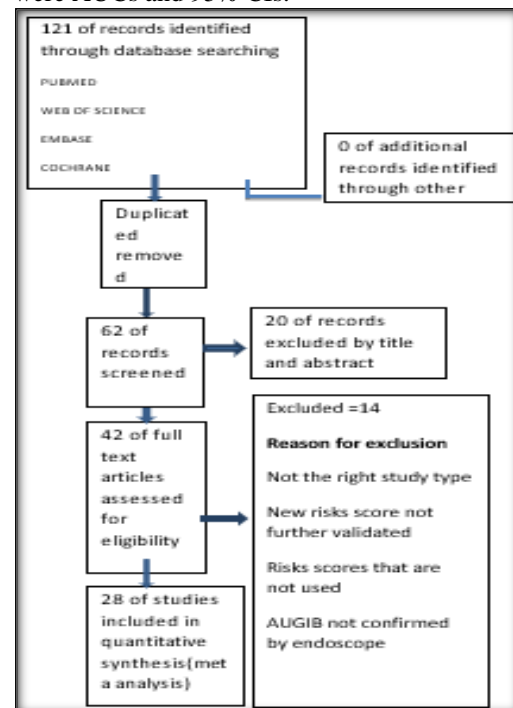 were AUCs and 95% CIs.
121 of records identified
through database searching
PUBMED
WEB OF SCIENCE
EMBASE
COCHRANE
0 of additional
records identified
through other
Duplicat
ed
remove
d
62 of
records
screened
20 of records
excluded by title
and abstract
42 of full
text
articles
assessed
for
eligibility
Excluded =14
Reason for exclusion
Not the right study type
New risks score not
further validated
Risks scores that are
not used
AUGIB not confirmed
by endoscope
28 of studies
included in
quantitative
synthesis(met
a analysis)